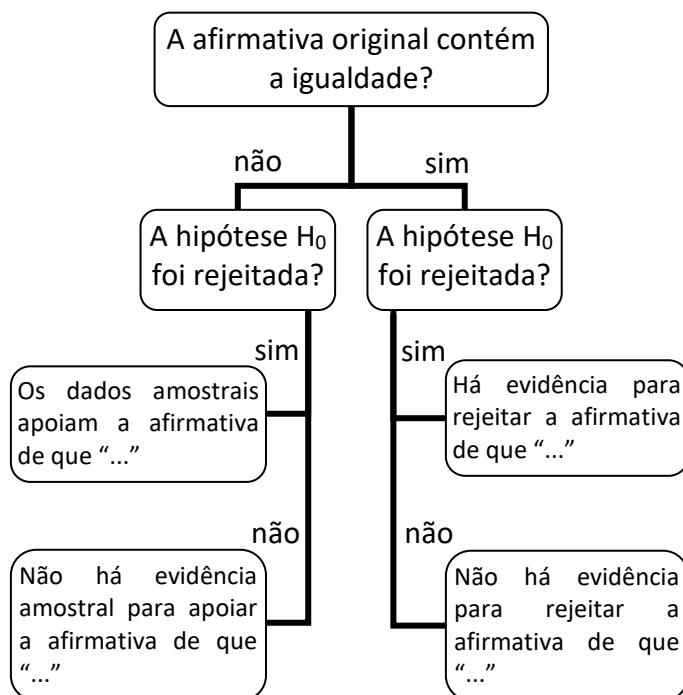 A afirmativa original contém
a igualdade?
não
sim
A hipótese H₀
foi rejeitada?
A hipótese H₀
foi rejeitada?
sim
sim
Os dados amostrais
apoiam a afirmativa
de que “...”
Há evidência para
rejeitar a afirmativa
de que “...”
não
não
Não há evidência
amostral para apoiar
a afirmativa de que
“...”
Não há evidência
para rejeitar a
afirmativa de que
“...”